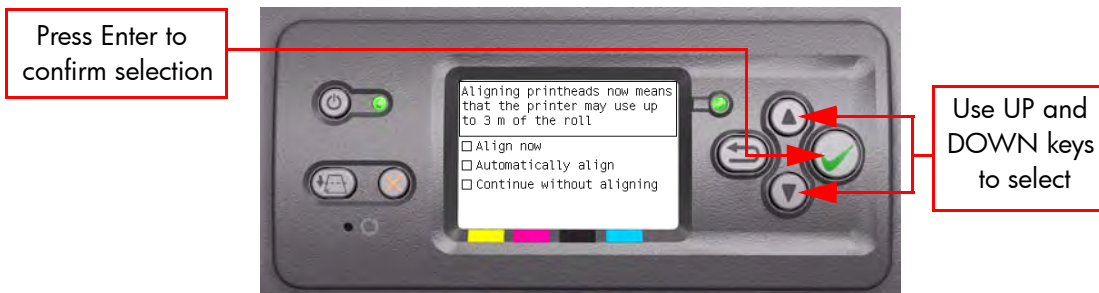 Press Enter to
confirm selection
Aligning printheads now means
that the printer may use up
to 3 m of the roll
Align now
Automatically align
Continue without aligning
Use UP and
DOWN keys
to select